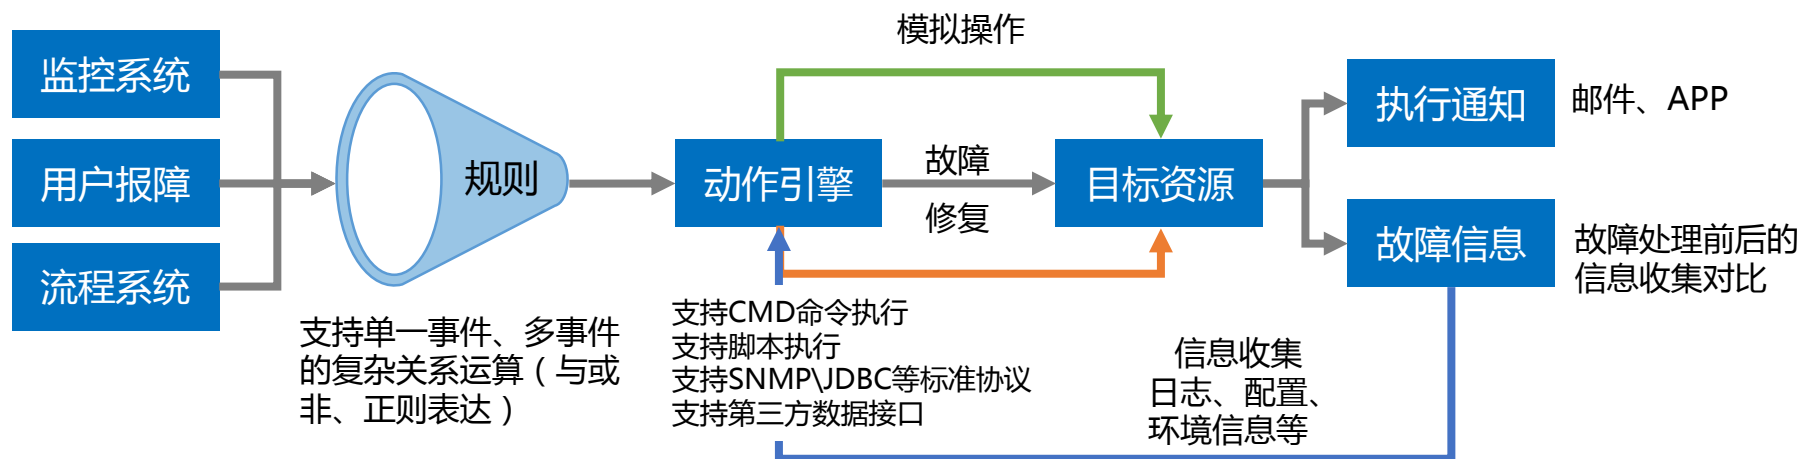 模拟操作
监控系统
用户报障
流程系统
规则
支持单一事件、多事件
的复杂关系运算（与或
非、正则表达）
动作引擎
故障
修复
目标资源
支持CMD命令执行
支持脚本执行
支持SNMP\JDBC等标准协议
支持第三方数据接口
执行通知
邮件、APP
故障信息
故障处理前后的
信息收集对比
信息收集
日志、配置、
环境信息等